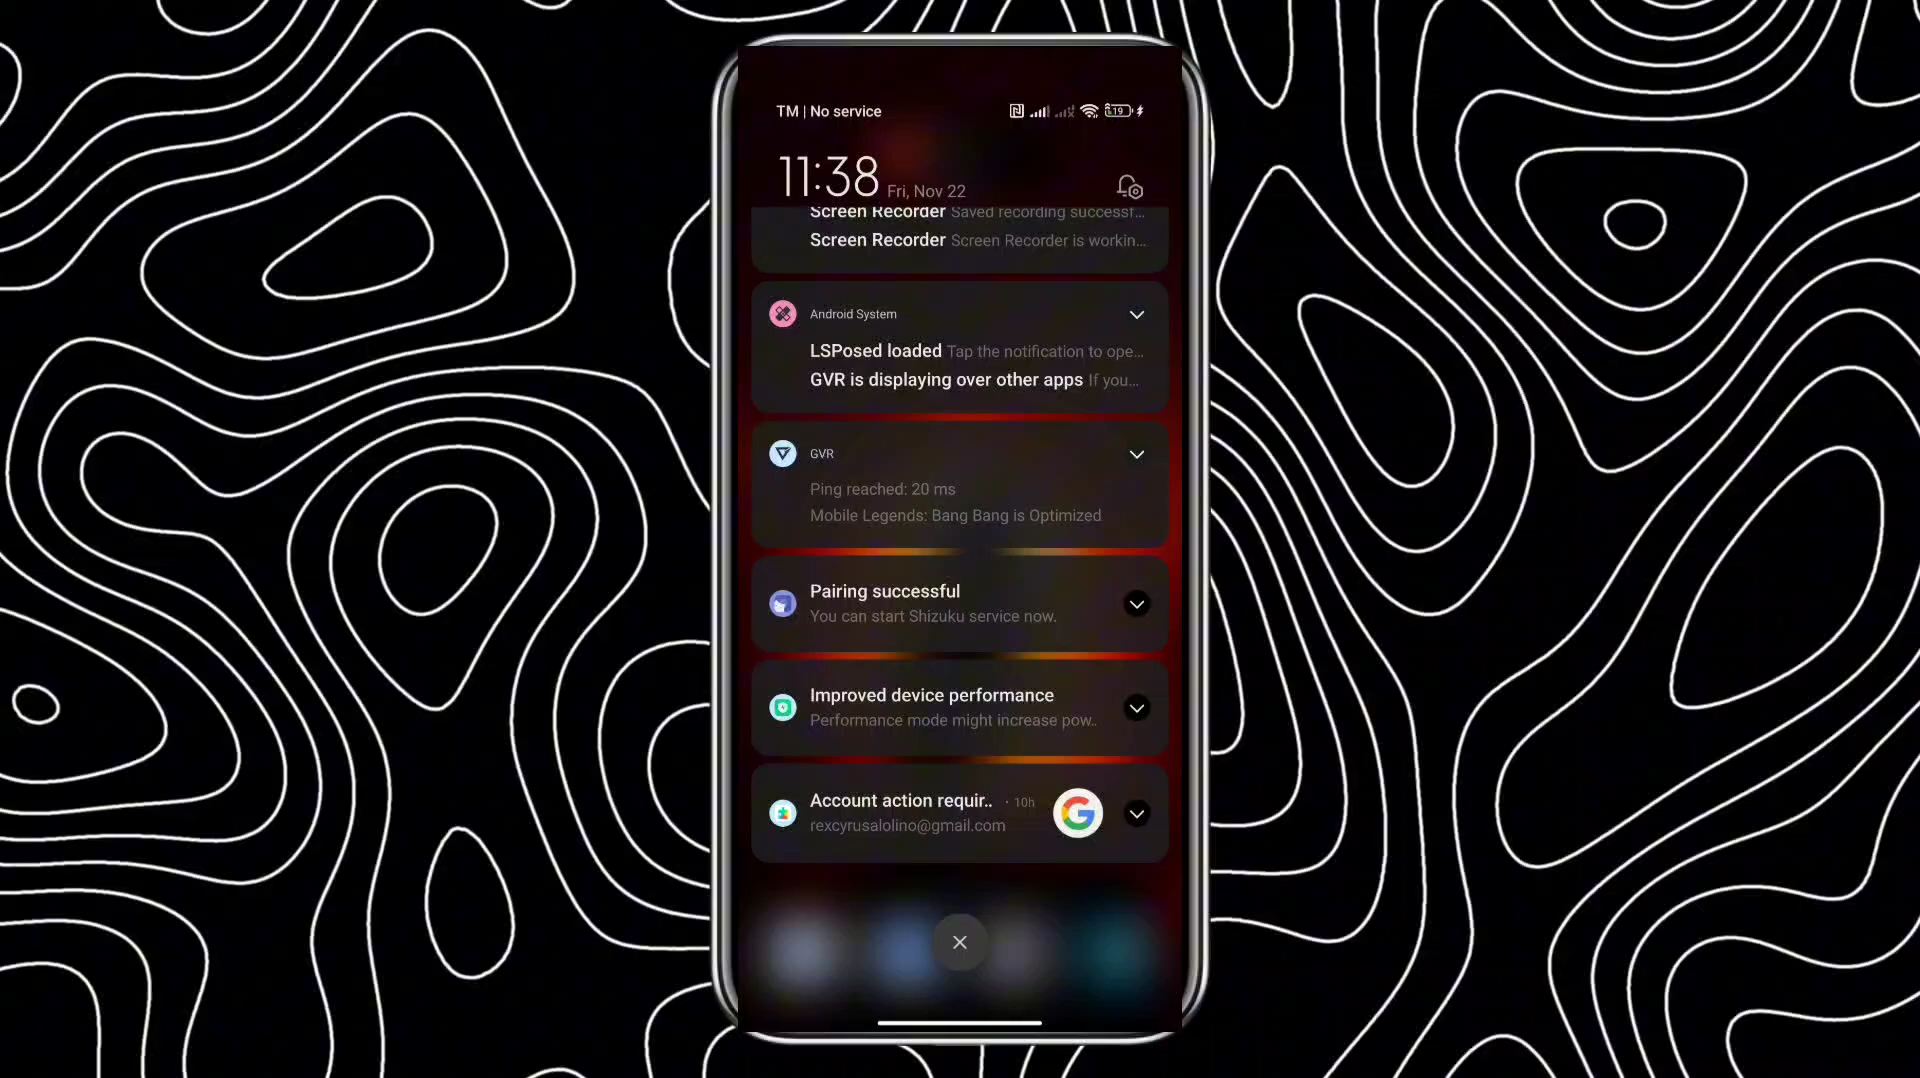 TM | No service
19
11:38 Fri, Nov 22
Screen Recorder Saved recording successf...
Screen Recorder Screen Recorder is workin...
Android System
LSPosed loaded Tap the notification to ope...
GVR is displaying over other apps If you...
GVR
Ping reached: 20 ms
Mobile Legends: Bang Bang is Optimized
Pairing successful
You can start Shizuku service now.
Improved device performance
Performance mode might increase pow..
Account action requir.. · 10h
rexcyrusalolino@gmail.com